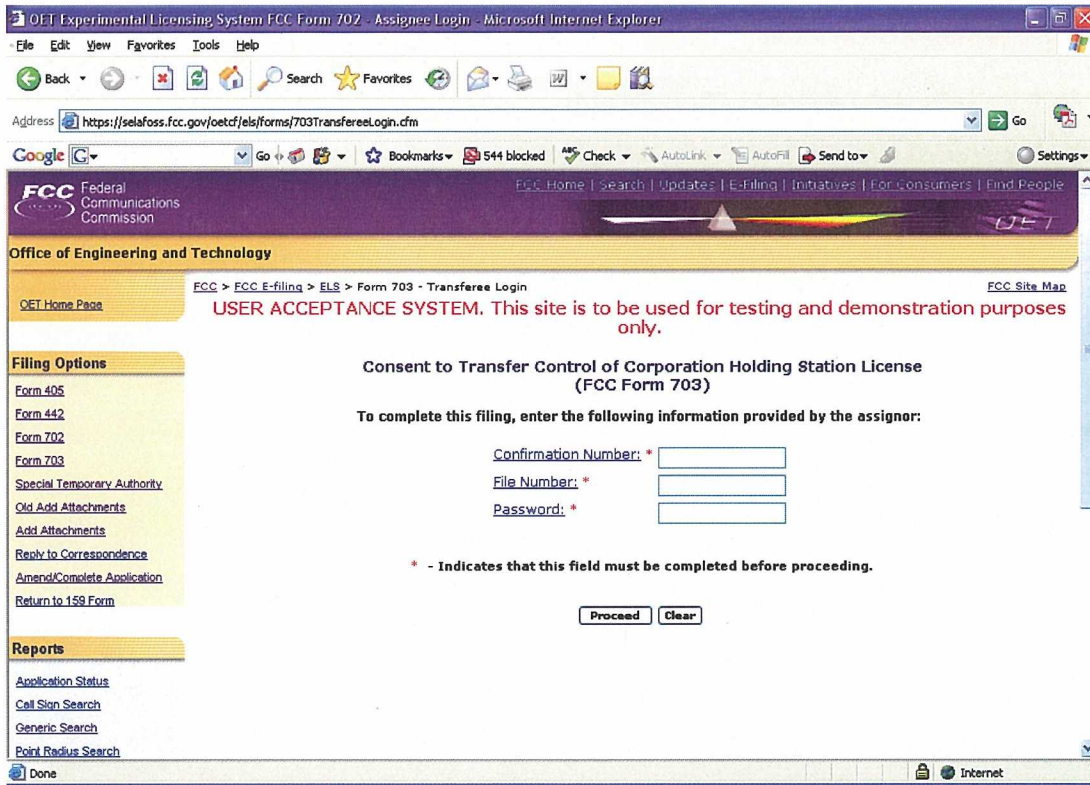 OET Experimental Licensing System FCC Form 702 - Assignee Login - Microsoft Internet Explorer
File Edit View Favorites Tools Help
Back Search Favorites
Address https://selafoss.fcc.gov/oetcf/els/forms/703TransfereeLogin.cfm Go
Google Go Bookmarks 544 blocked Check AutoLink AutoFill Send to Settings
FCC Federal Communications Commission
FCC Home | Search | Updates | E-Filing | Initiatives | For Consumers | Find People
OET
Office of Engineering and Technology
OET Home Page
FCC > FCC E-filing > ELS > Form 703 - Transferee Login
FCC Site Map
USER ACCEPTANCE SYSTEM. This site is to be used for testing and demonstration purposes
only.
Filing Options
Form 405
Form 442
Form 702
Form 703
Special Temporary Authority
Old Add Attachments
Add Attachments
Reply to Correspondence
Amend/Complete Application
Return to 159 Form
Reports
Application Status
Call Sign Search
Generic Search
Point Radius Search
Consent to Transfer Control of Corporation Holding Station License
(FCC Form 703)
To complete this filing, enter the following information provided by the assignor:
Confirmation Number: *
File Number: *
Password: *
* - Indicates that this field must be completed before proceeding.
Proceed Clear
Done Internet